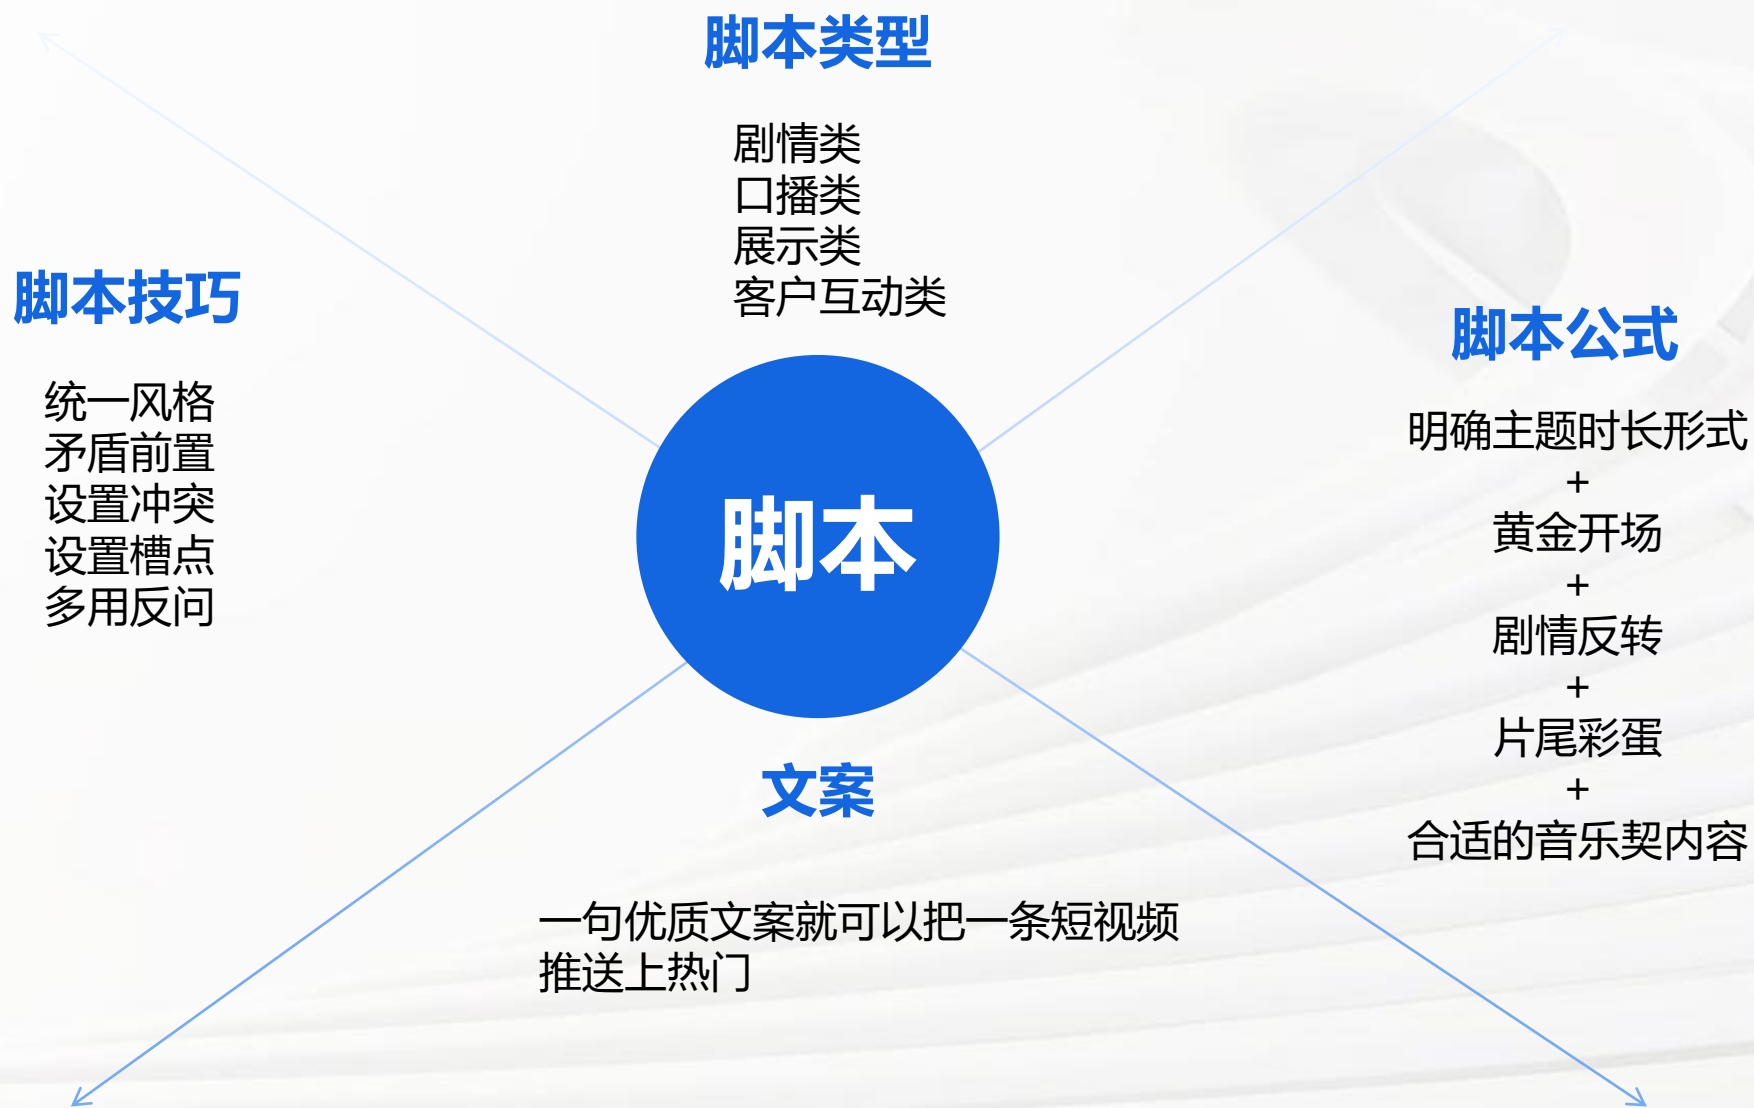 脚本类型
剧情类
口播类
展示类
客户互动类
脚本技巧
统一风格
矛盾前置
设置冲突
设置槽点
多用反问
脚本
脚本公式
明确主题时长形式
+
黄金开场
+
剧情反转
+
片尾彩蛋
+
合适的音乐契内容
文案
一句优质文案就可以把一条短视频
推送上热门